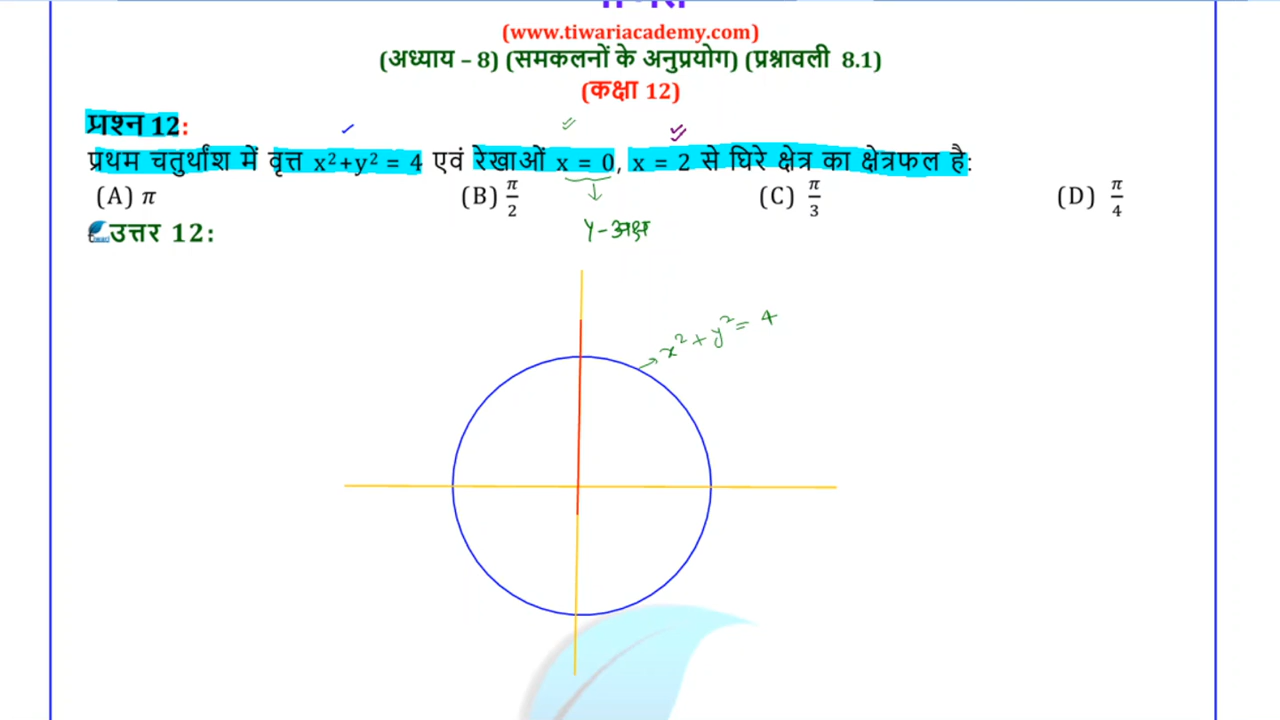 (www.tiwariacademy.com)
(अध्याय – 8) (समकलनों के अनुप्रयोग) (प्रश्नावली 8.1)
(कक्षा 12)
प्रश्न 12:
प्रथम चतुर्थांश में वृत्त x²+y² = 4 एवं रेखाओं x = 0, x = 2 से घिरे क्षेत्र का क्षेत्रफल है:
(A) π (B) π/2 (C) π/3 (D) π/4
y-अक्ष
उत्तर 12:
x²+y²= 4